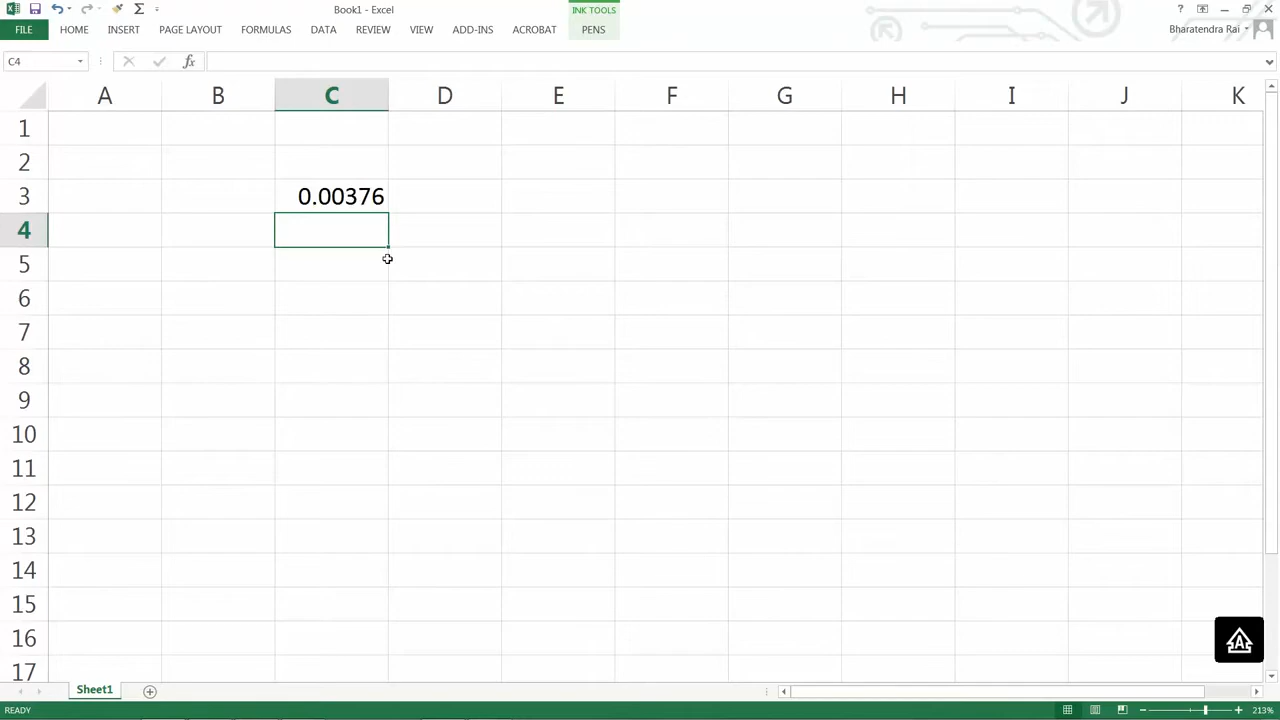 Book1 - Excel
INK TOOLS
?
FILE
HOME
INSERT
PAGE LAYOUT
FORMULAS
DATA
REVIEW
VIEW
ADD-INS
ACROBAT
PENS
Bharatendra Rai
C4
fx
A B C D E F G H I J K
1
2
3 0.00376
4
5
6
7
8
9
10
11
12
13
14
15
16
17
A
Sheet1
READY
213%